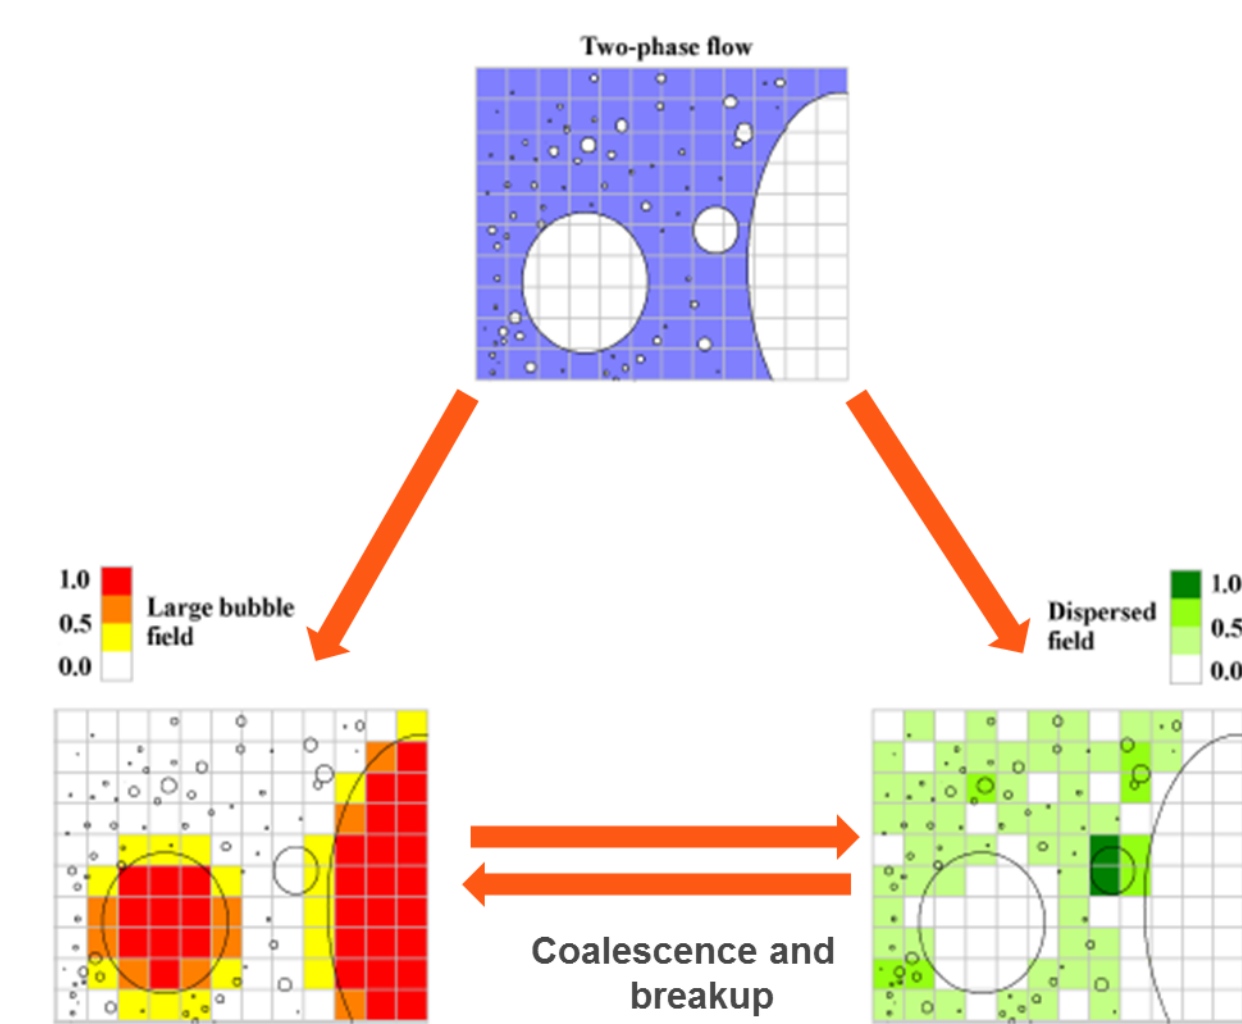 Two-phase flow
1.0
0.5
0.0
Large bubble
field
Dispersed
field
1.0
0.5
0.0
Coalescence and
breakup